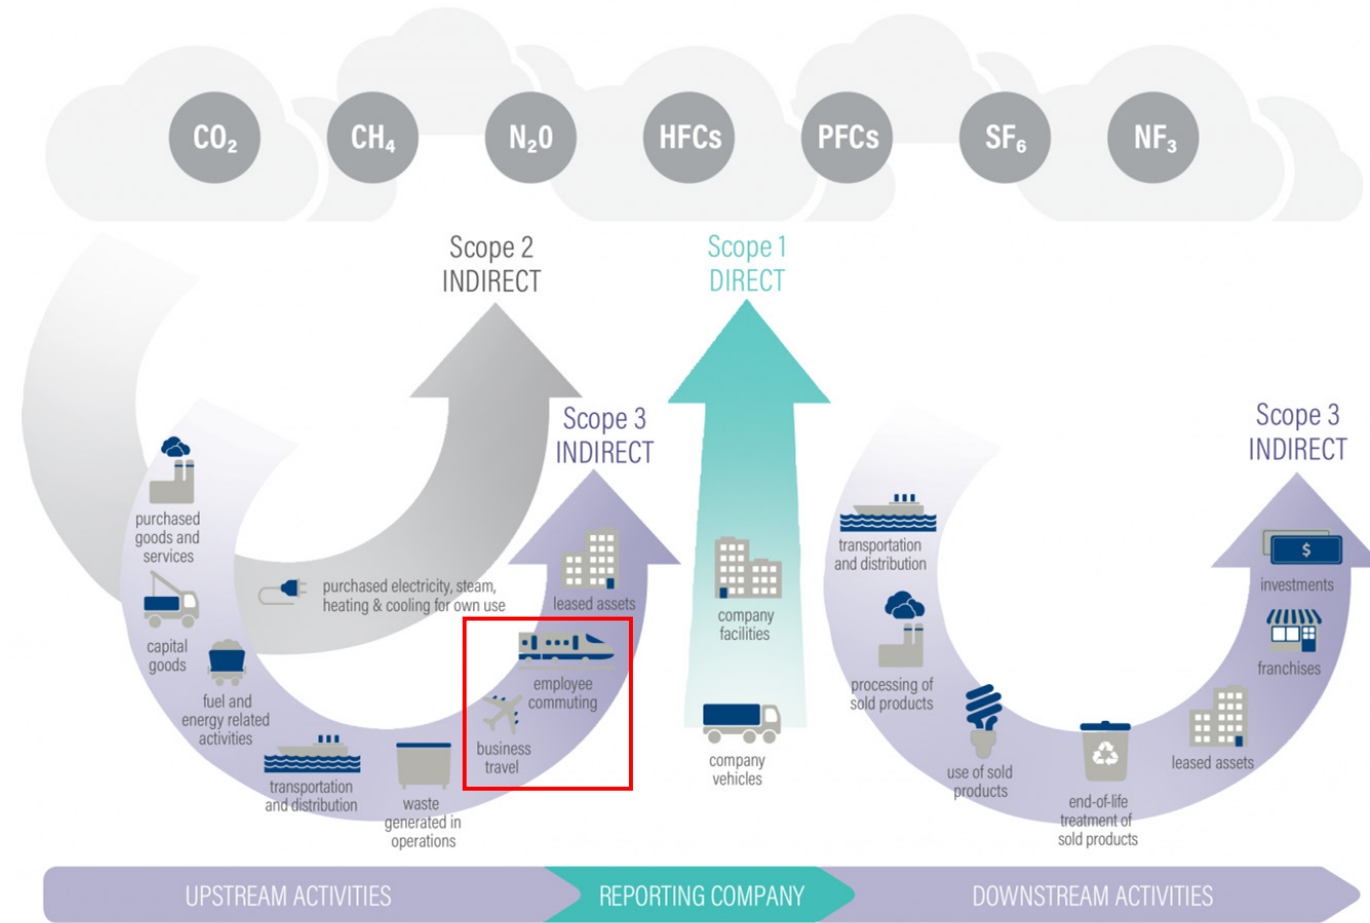 CO₂
CH₄
N₂0
HFCs
PFCs
SF₆
NF₃
Scope 2
INDIRECT
Scope 1
DIRECT
Scope 3
INDIRECT
Scope 3
INDIRECT
purchased
goods and
services
capital
goods
fuel and
energy related
activities
transportation
and distribution
waste
generated in
operations
business
travel
employee
commuting
leased assets
purchased electricity, steam,
heating & cooling for own use
company
facilities
company
vehicles
transportation
and distribution
processing of
sold products
use of sold
products
end-of-life
treatment of
sold products
leased assets
franchises
$
investments
UPSTREAM ACTIVITIES
REPORTING COMPANY
DOWNSTREAM ACTIVITIES